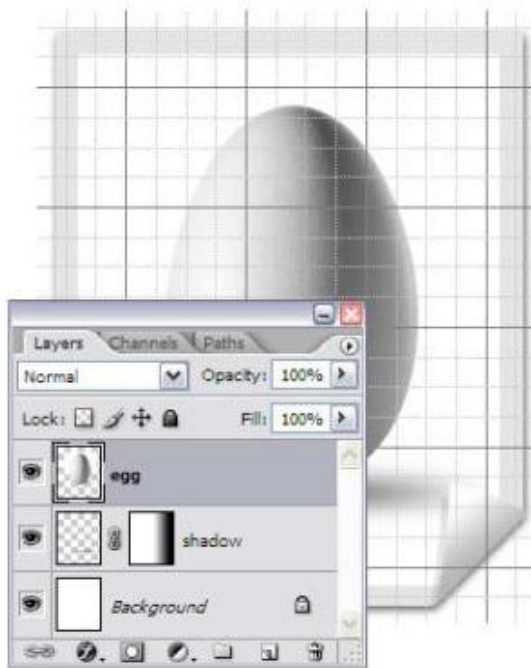 Layers Channels Paths
Normal Opacity: 100%
Lock: Fill: 100%
egg
shadow
Background